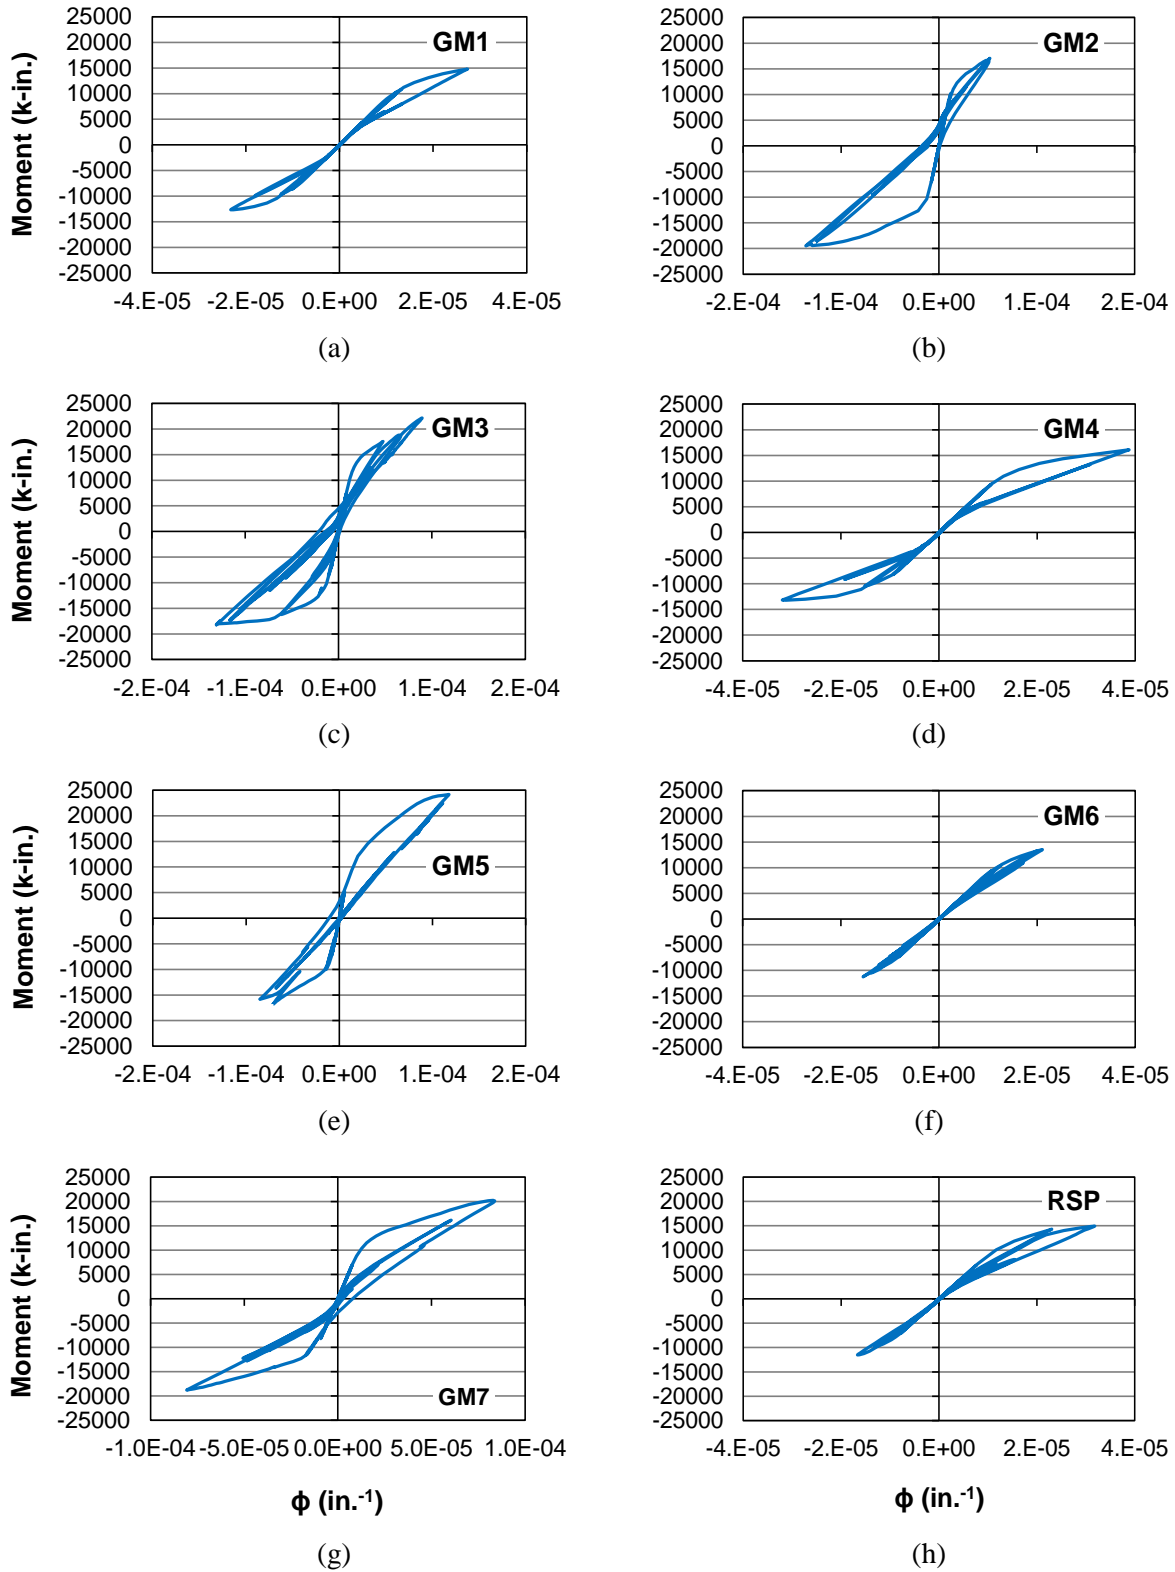 Moment (k-in.)
25000
20000
15000
10000
5000
0
-5000
-10000
-15000
-20000
-25000
GM1
-4.E-05 -2.E-05 0.E+00 2.E-05 4.E-05
(a)
25000
20000
15000
10000
5000
0
-5000
-10000
-15000
-20000
-25000
GM2
-2.E-04 -1.E-04 0.E+00 1.E-04 2.E-04
(b)
Moment (k-in.)
25000
20000
15000
10000
5000
0
-5000
-10000
-15000
-20000
-25000
GM3
-2.E-04 -1.E-04 0.E+00 1.E-04 2.E-04
(c)
25000
20000
15000
10000
5000
0
-5000
-10000
-15000
-20000
-25000
GM4
-4.E-05 -2.E-05 0.E+00 2.E-05 4.E-05
(d)
Moment (k-in.)
25000
20000
15000
10000
5000
0
-5000
-10000
-15000
-20000
-25000
GM5
-2.E-04 -1.E-04 0.E+00 1.E-04 2.E-04
(e)
25000
20000
15000
10000
5000
0
-5000
-10000
-15000
-20000
-25000
GM6
-4.E-05 -2.E-05 0.E+00 2.E-05 4.E-05
(f)
Moment (k-in.)
25000
20000
15000
10000
5000
0
-5000
-10000
-15000
-20000
-25000
GM7
-1.0E-04 -5.0E-05 0.0E+00 5.0E-05 1.0E-04
ϕ (in.⁻¹)
(g)
25000
20000
15000
10000
5000
0
-5000
-10000
-15000
-20000
-25000
RSP
-4.E-05 -2.E-05 0.E+00 2.E-05 4.E-05
ϕ (in.⁻¹)
(h)